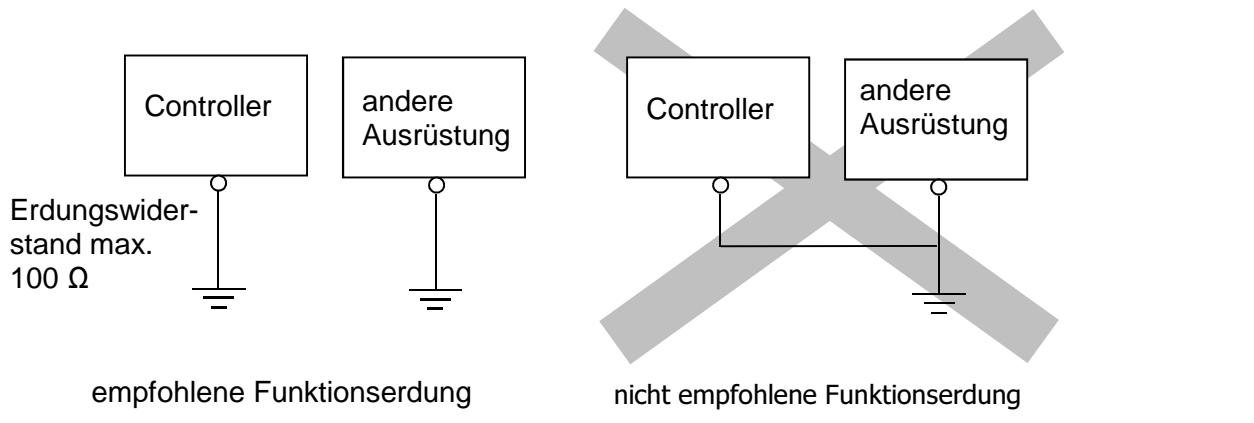 Controller
andere
Ausrüstung
Erdungswider-
stand max.
100 Ω
empfohlene Funktionserdung
Controller
andere
Ausrüstung
nicht empfohlene Funktionserdung